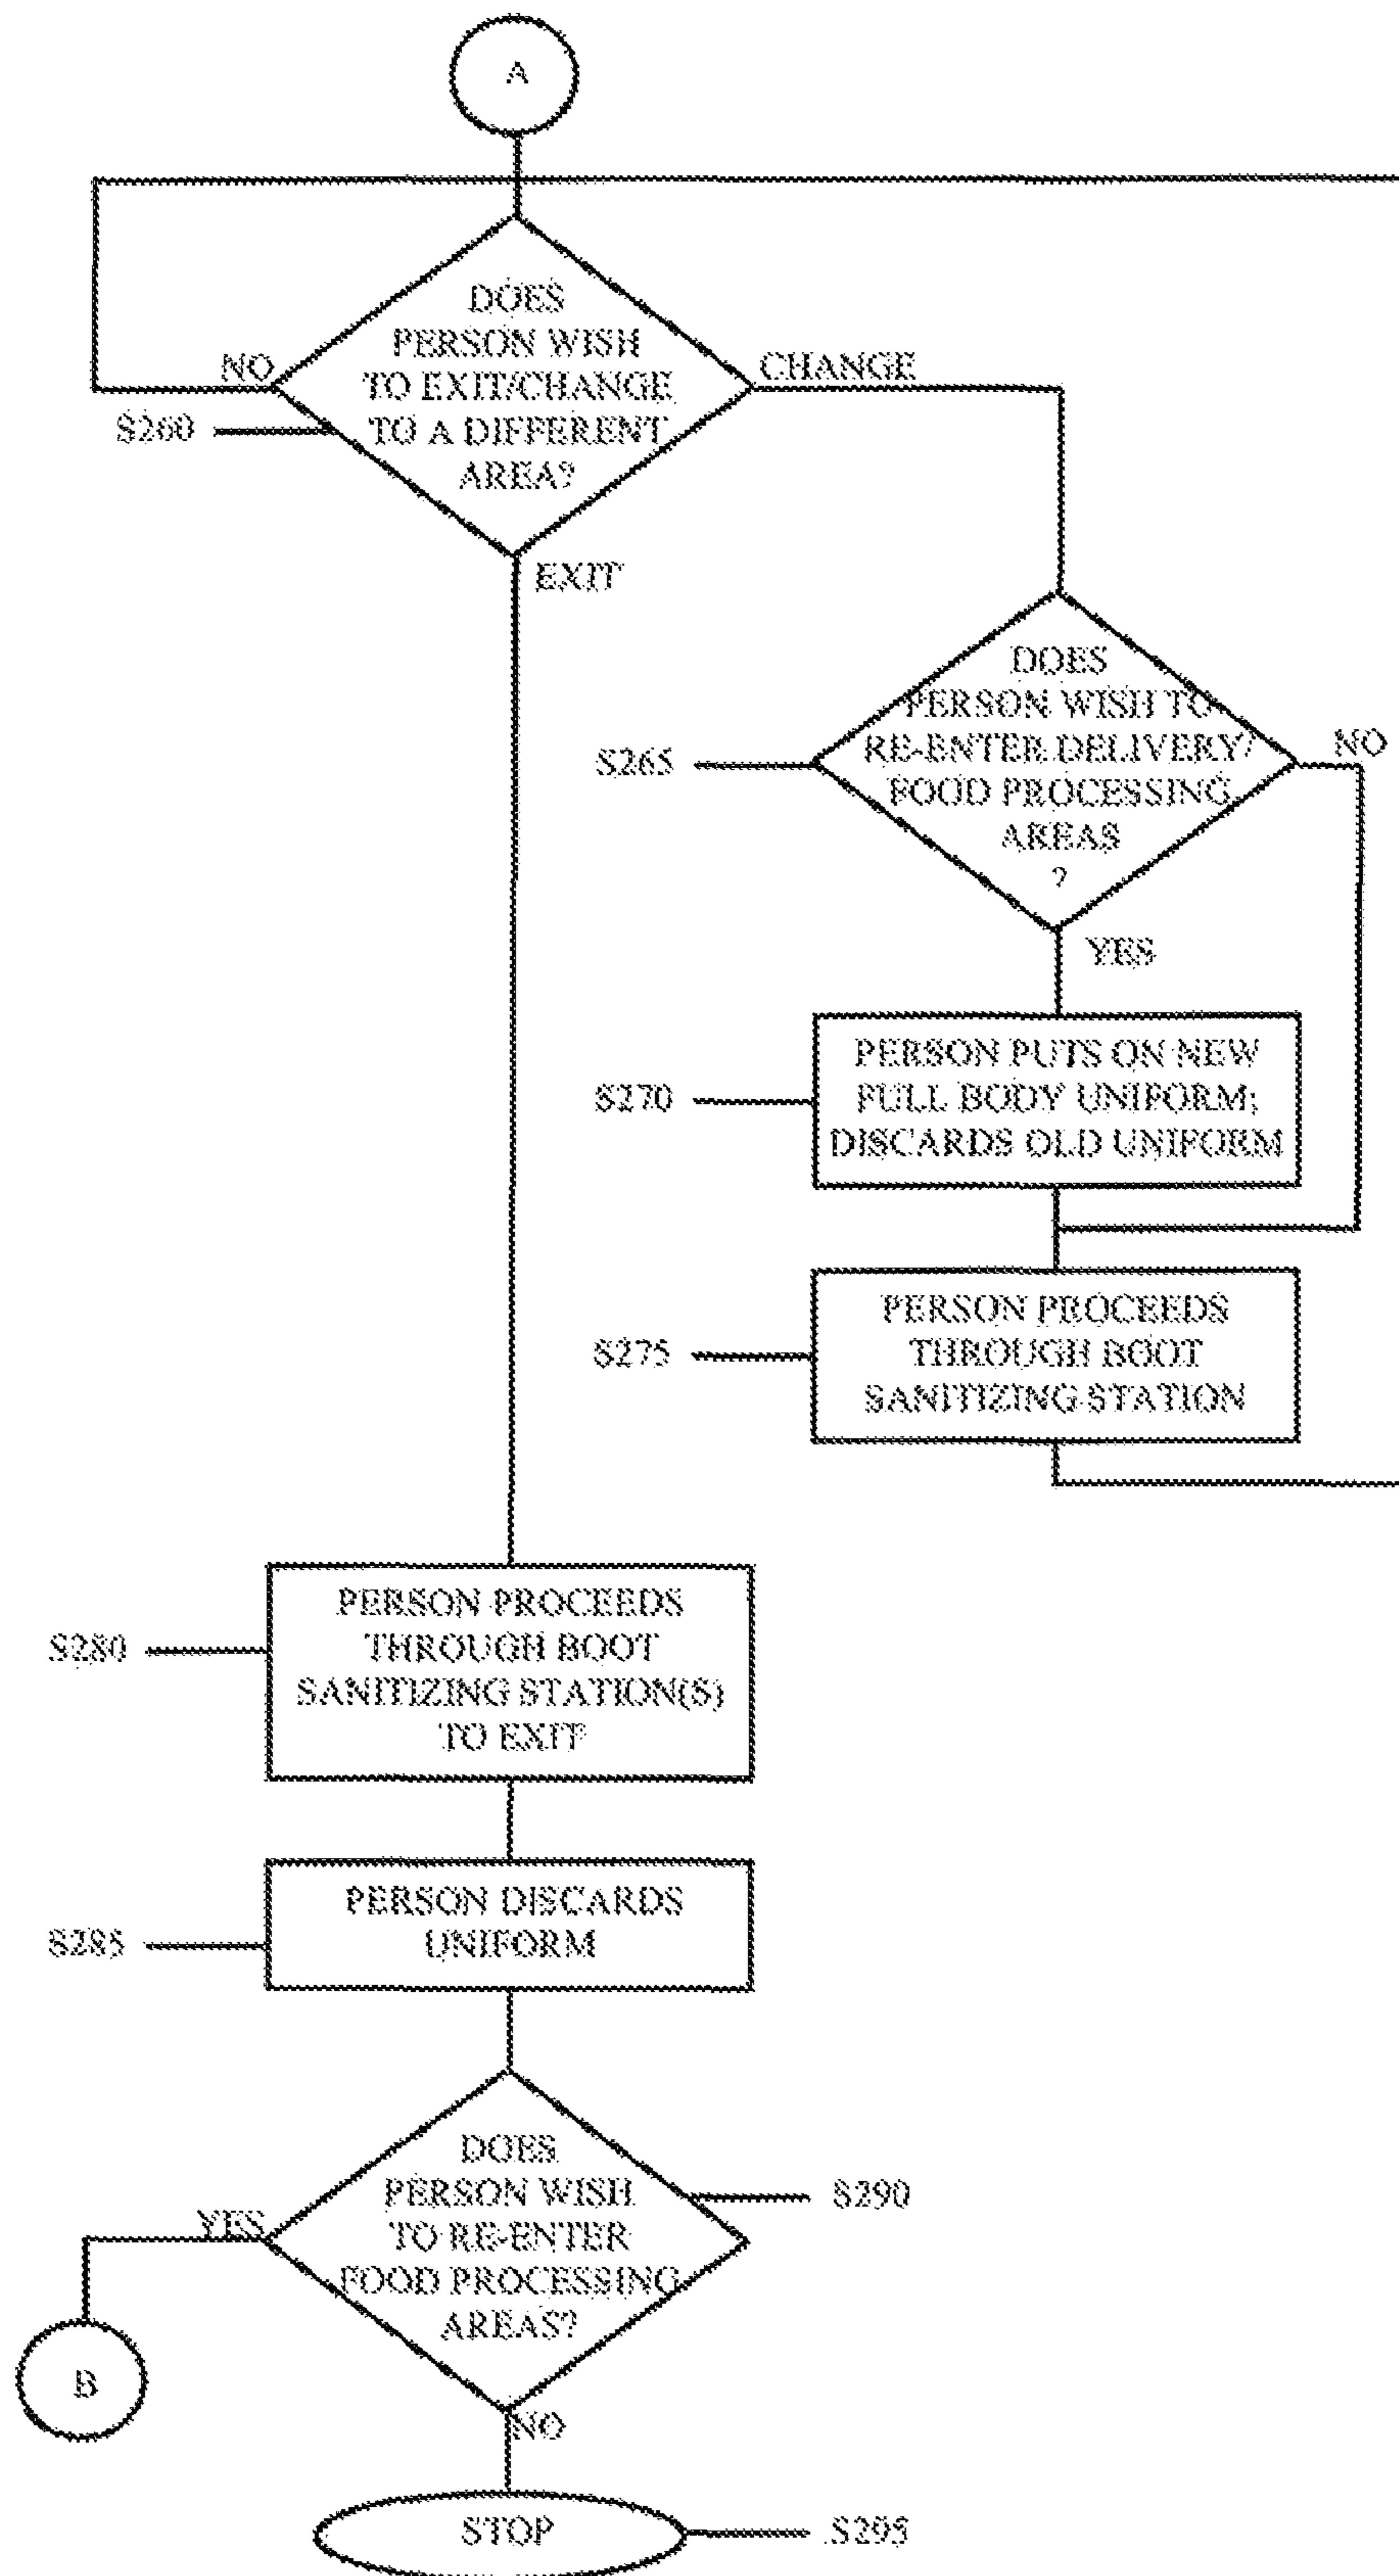 A
DOES
PERSON WISH
TO EXIT/CHANGE
TO A DIFFERENT
AREA?
NO
CHANGE
S260
EXIT
DOES
PERSON WISH TO
RE-ENTER DELIVERY/
FOOD PROCESSING
AREAS
?
S265
NO
YES
PERSON PUTS ON NEW
FULL BODY UNIFORM;
DISCARDS OLD UNIFORM
S270
PERSON PROCEEDS
THROUGH BOOT
SANITIZING STATION
S275
PERSON PROCEEDS
THROUGH BOOT
SANITIZING STATION(S)
TO EXIT
S280
PERSON DISCARDS
UNIFORM
S285
DOES
PERSON WISH
TO RE-ENTER
FOOD PROCESSING
AREAS?
S290
YES
B
NO
STOP
S295